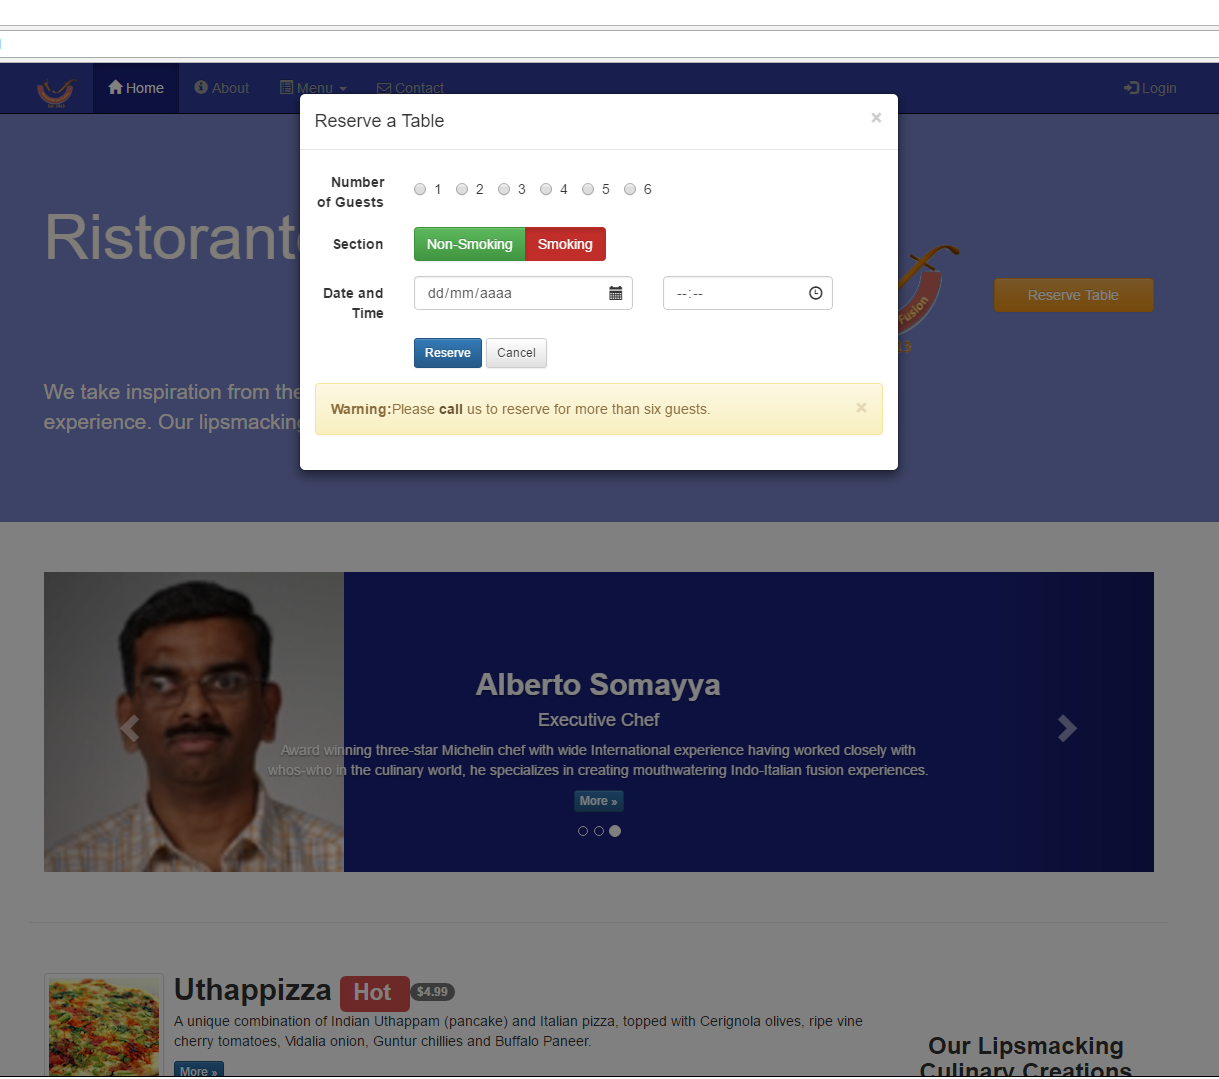 Home About Menu Contact Login
Reserve a Table ×
Number of Guests
1 2 3 4 5 6
Section Non-Smoking Smoking
Date and Time dd/mm/aaaa --:--
Reserve Cancel
Warning:Please call us to reserve for more than six guests. ×
Fusion
Reserve Table
We take inspiration from the
experience. Our
Alberto Somayya
Executive Chef
Award winning three-star Michelin chef with wide International experience having worked closely with
whos-who in the culinary world, he specializes in creating mouthwatering Indo-Italian fusion experiences.
More »
Uthappizza Hot $4.99
A unique combination of Indian Uthappam (pancake) and Italian pizza, topped with Cerignola olives, ripe vine
cherry tomatoes, Vidalia onion, Guntur chillies and Buffalo Paneer.
More »
Our Lipsmacking
Culinary Creations